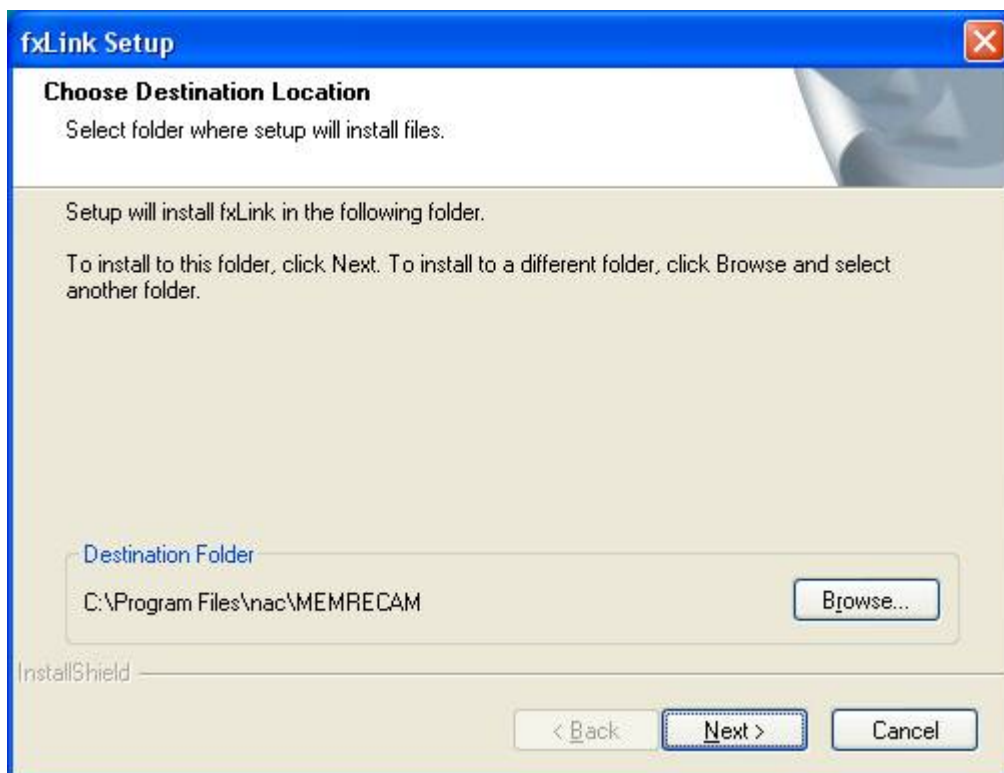 fxLink Setup
Choose Destination Location
Select folder where setup will install files.
Setup will install fxLink in the following folder.
To install to this folder, click Next. To install to a different folder, click Browse and select
another folder.
Destination Folder
C:\Program Files\nac\MEMRECAM
Browse...
InstallShield
< Back
Next >
Cancel